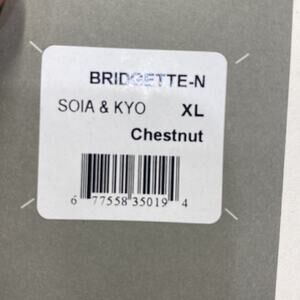 BRIDGETTE-N
SOIA & KYO XL
Chestnut
6 77558 35019 4